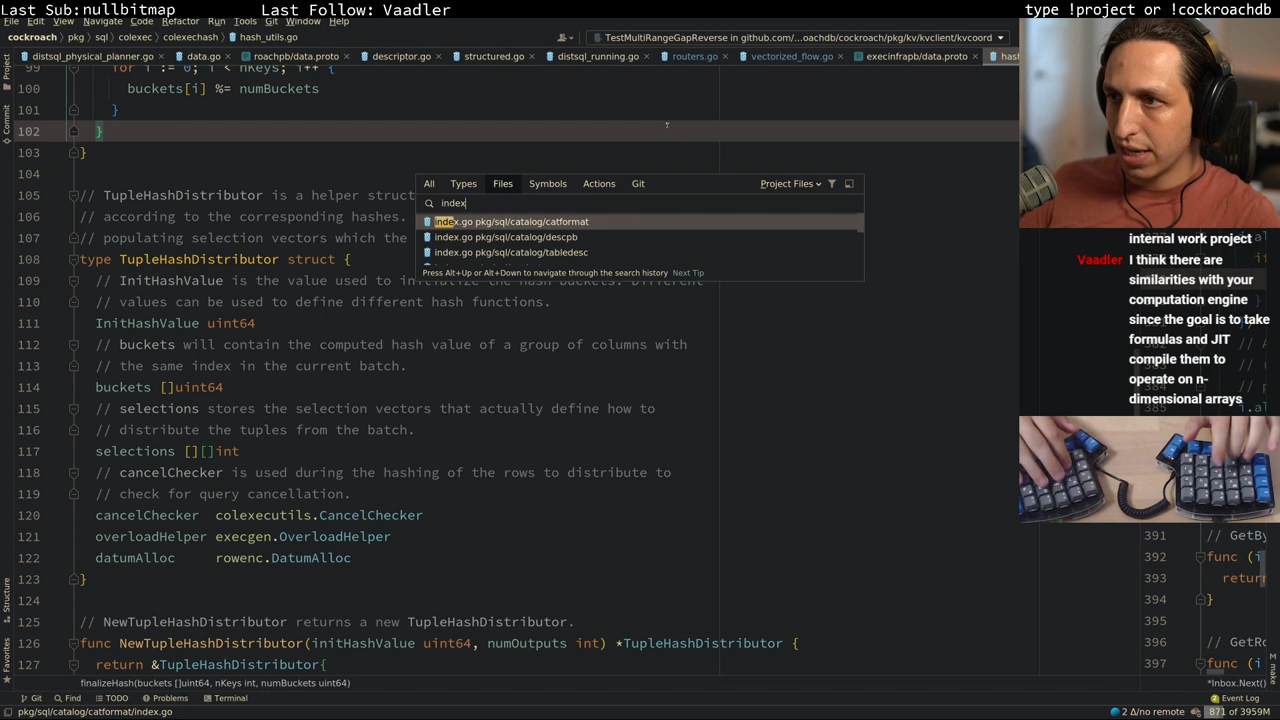 Last Sub:nullbitmap
Last Follow: Vaadler
type !project or !cockroachdb
File Edit View Navigate Code Refactor Run Tools Git Window Help
cockroach pkg sql colexec colexechash hash_utils.go
TestMultiRangeGapReverse in github.com/...oachdb/cockroach/pkg/kv/kvclient/kvcoord
distsql_physical_planner.go data.go roachpb/data.proto descriptor.go structured.go distsql_running.go routers.go vectorized_flow.go execinfrapb/data.proto hash
Project
Commit
Structure
Favorites
99 for i := 0; i < nKeys; i++ {
100 buckets[i] %= numBuckets
101 }
102 }
103 }
104
105 // TupleHashDistributor is a helper struct
106 // according to the corresponding hashes.
107 // populating selection vectors which the
108 type TupleHashDistributor struct {
109 // InitHashValue is the value used to initialize the hash buckets. Different
110 // values can be used to define different hash functions.
111 InitHashValue uint64
112 // buckets will contain the computed hash value of a group of columns with
113 // the same index in the current batch.
114 buckets []uint64
115 // selections stores the selection vectors that actually define how to
116 // distribute the tuples from the batch.
117 selections [][]int
118 // cancelChecker is used during the hashing of the rows to distribute to
119 // check for query cancellation.
120 cancelChecker colexecutils.CancelChecker
121 overloadHelper execgen.OverloadHelper
122 datumAlloc rowenc.DatumAlloc
123 }
124
125 // NewTupleHashDistributor returns a new TupleHashDistributor.
126 func NewTupleHashDistributor(initHashValue uint64, numOutputs int) *TupleHashDistributor {
127 return &TupleHashDistributor{
finalizeHash(buckets []uint64, nKeys int, numBuckets uint64)
All Types Files Symbols Actions Git Project Files
index
index.go pkg/sql/catalog/catformat
index.go pkg/sql/catalog/descpb
index.go pkg/sql/catalog/tabledesc
Press Alt+Up or Alt+Down to navigate through the search history Next Tip
internal work project
Vaadler I think there are
similarities with your
computation engine
since the goal is to take
formulas and JIT
compile them to
operate on n-
dimensional arrays
391 // GetBy
392 func (i
393 return
394 }
395
396 // GetRo
397 func (i
*Inbox.Next()
make
Git Find TODO Problems Terminal
Event Log
pkg/sql/catalog/catformat/index.go
2 Δ/no remote 871 of 3959M